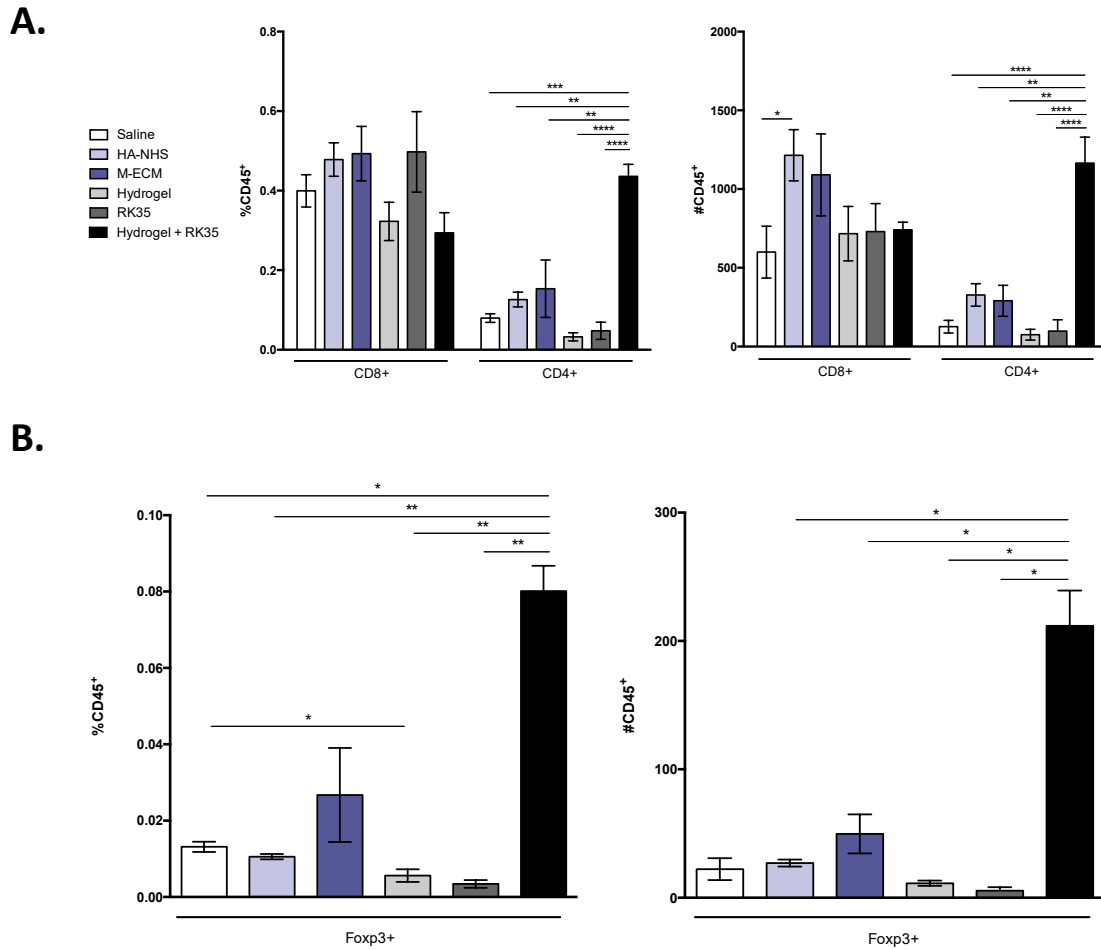 A.
Saline
HA-NHS
M-ECM
Hydrogel
RK35
Hydrogel + RK35
%CD45+
0.8
0.6
0.4
0.2
0.0
***
**
**
****
****
CD8+ CD4+
#CD45+
2000
1500
1000
500
0
*
****
**
**
****
****
CD8+ CD4+
B.
%CD45+
0.10
0.08
0.06
0.04
0.02
0.00
*
**
**
**
*
Foxp3+
#CD45+
300
200
100
0
*
*
*
*
Foxp3+